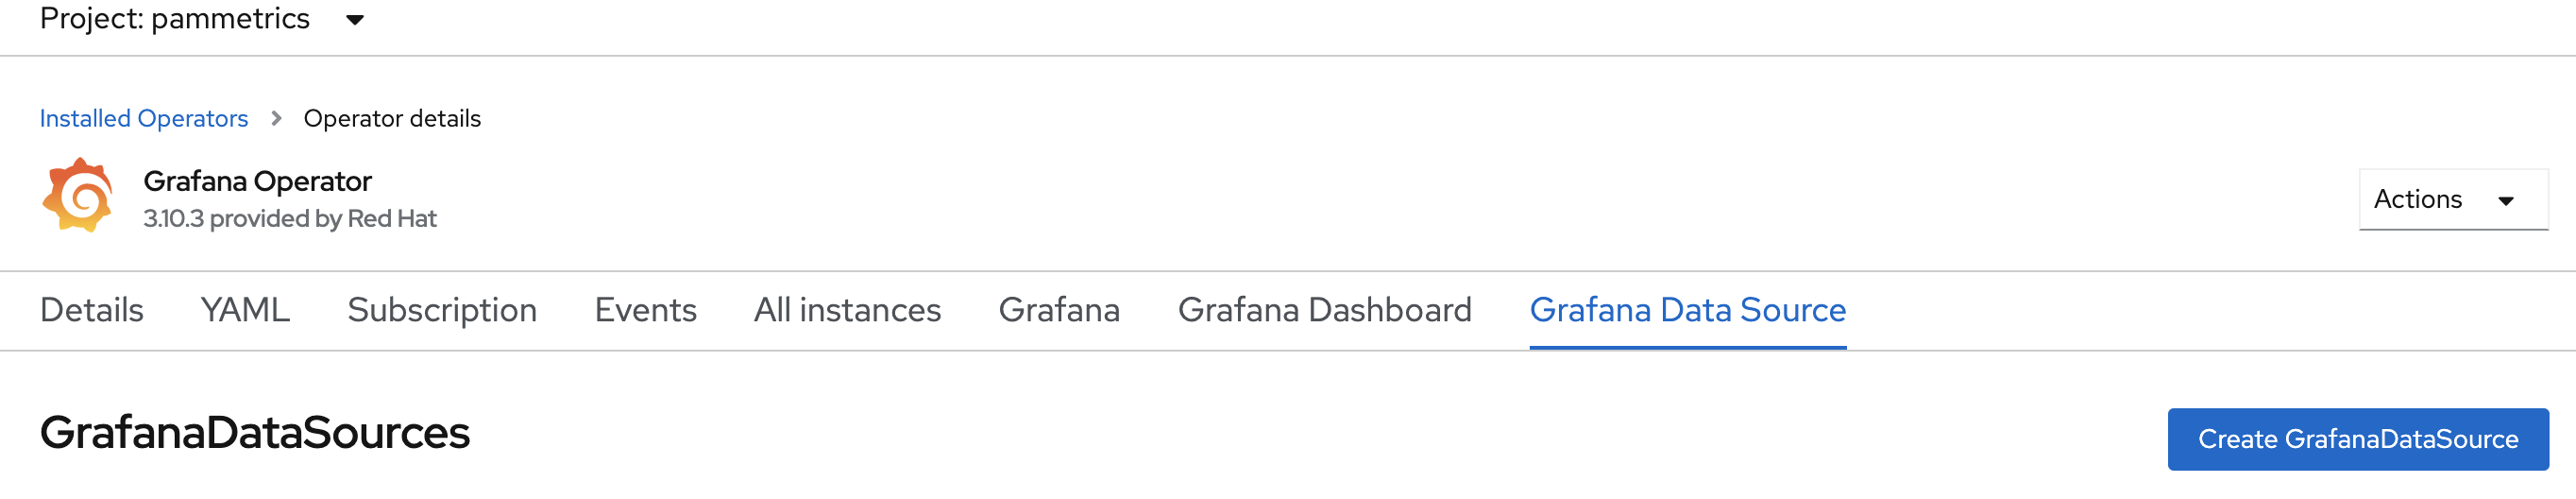 Project: pammetrics
Installed Operators Operator details
Grafana Operator
3.10.3 provided by Red Hat
Actions
Details YAML Subscription Events All instances Grafana Grafana Dashboard Grafana Data Source
GrafanaDataSources
Create GrafanaDataSource